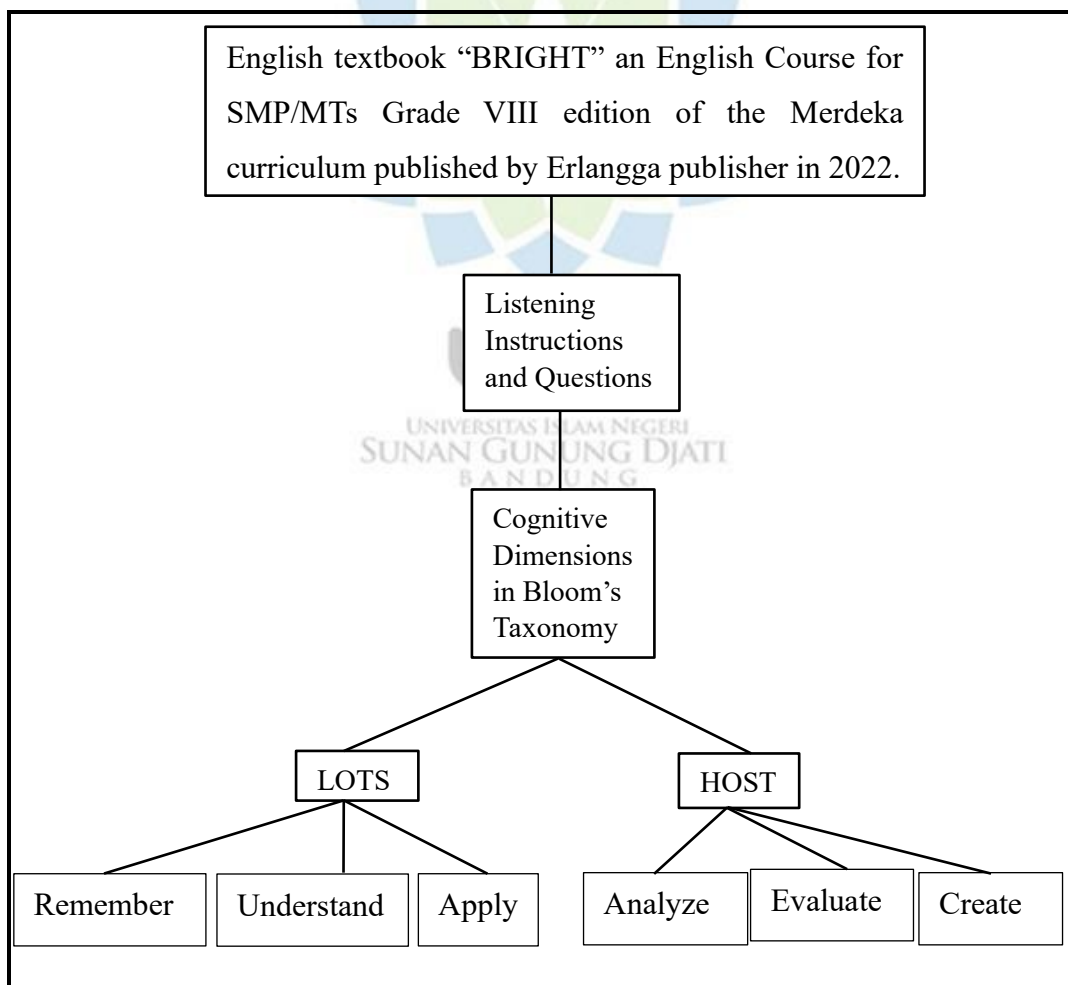 English textbook “BRIGHT” an English Course for
SMP/MTs Grade VIII edition of the Merdeka
curriculum published by Erlangga publisher in 2022.
Listening
Instructions
and Questions
UNIVERSITAS ISLAM NEGERI
SUNAN GUNUNG DJATI
BANDUNG
Cognitive
Dimensions
in Bloom’s
Taxonomy
LOTS
HOST
Remember
Understand
Apply
Analyze
Evaluate
Create